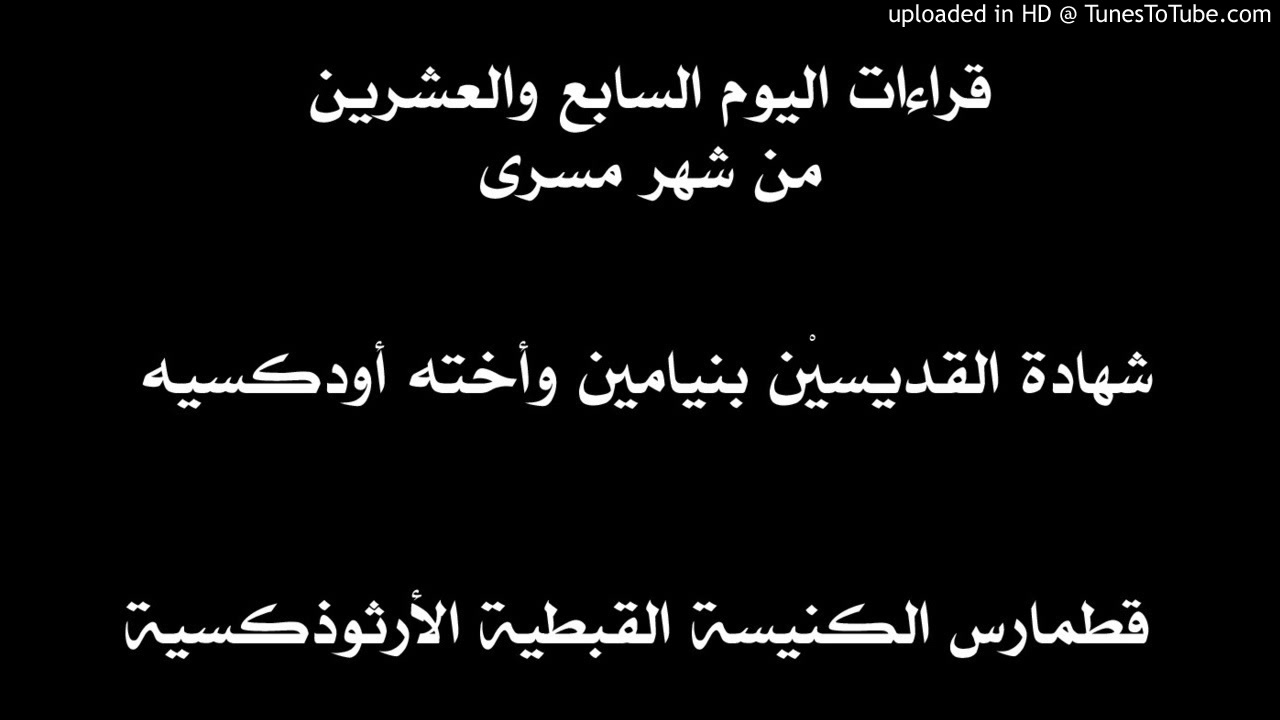 uploaded in HD @ TunesToTube.com
قراءات اليوم السابع والعشرين
من شهر مسرى
شهادة القديسيْن بنيامين وأخته أودكسيه
قطمارس الكنيسة القبطية الأرثوذكسية